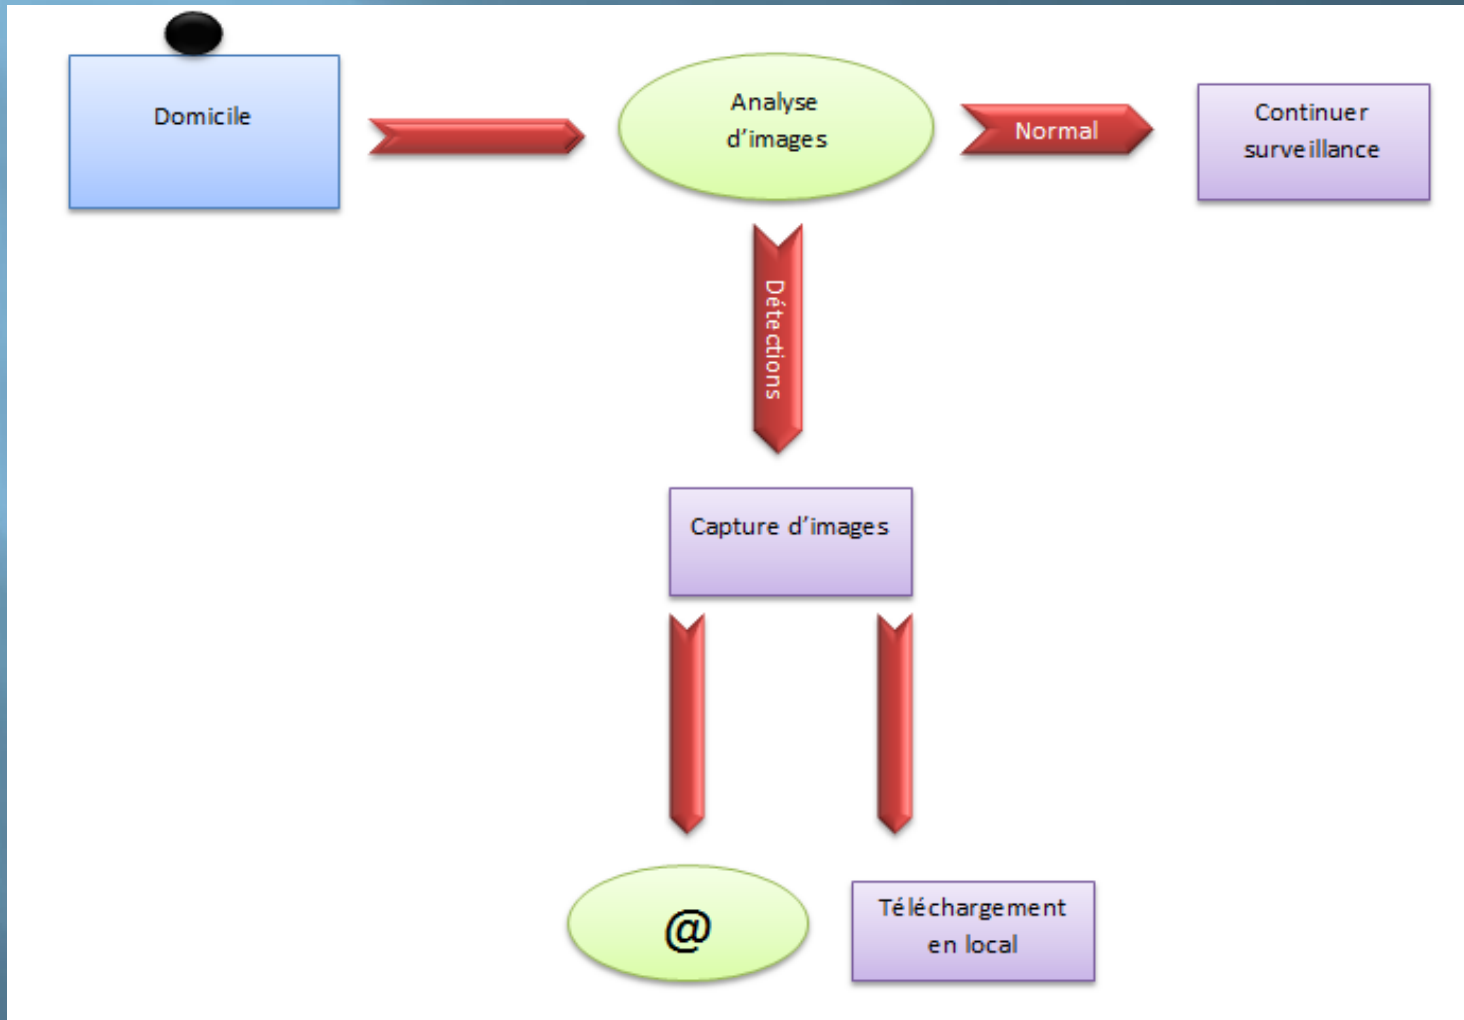 Domicile
Analyse
d’images
Normal
Continuer
surveillance
Détections
Capture d’images
@
Téléchargement
en local